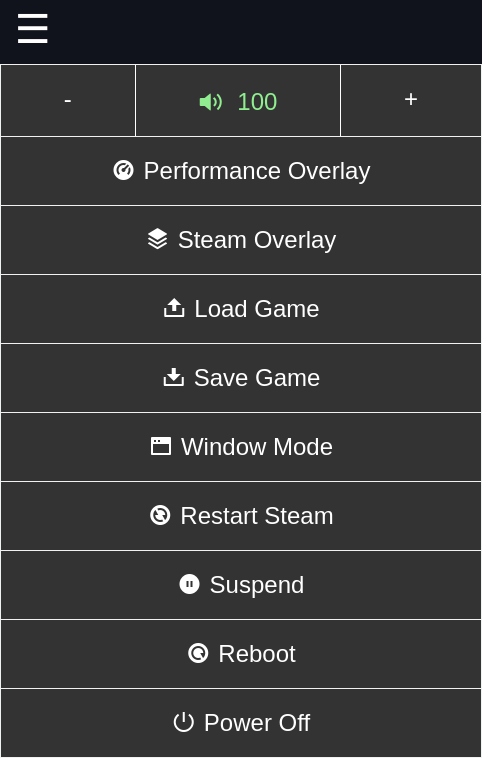 - 100 +
Performance Overlay
Steam Overlay
Load Game
Save Game
Window Mode
Restart Steam
Suspend
Reboot
Power Off